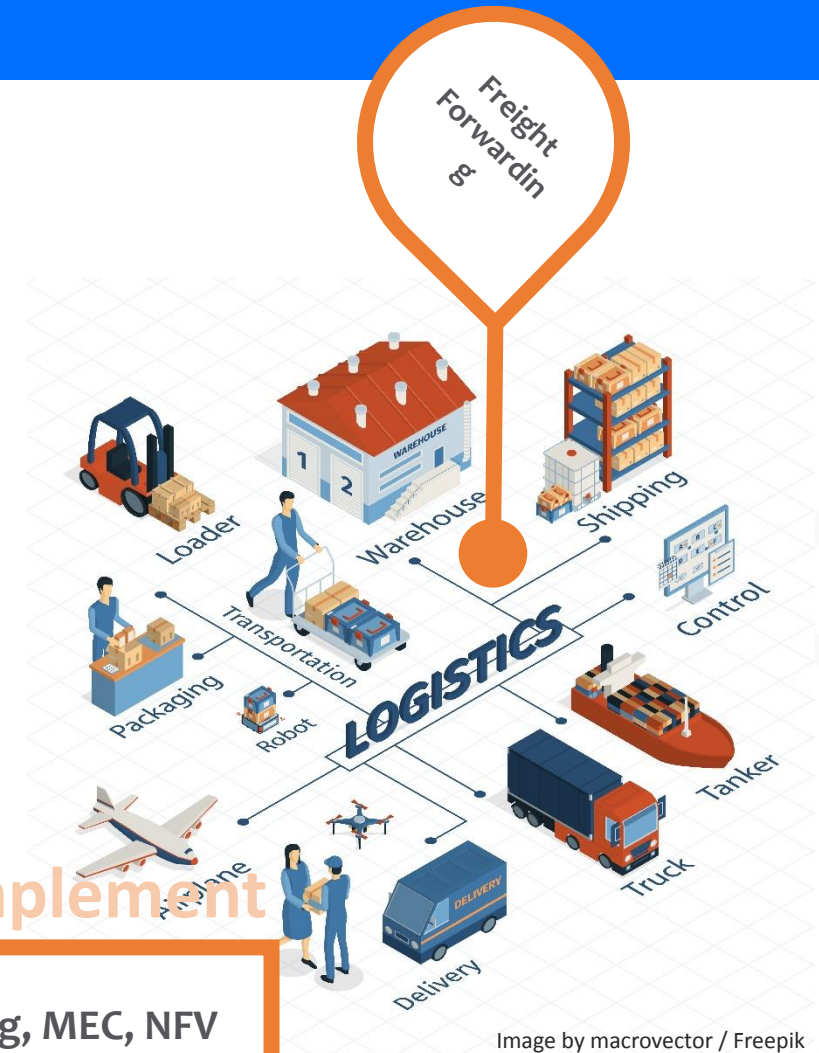 Freight
Forwardin
g
WAREHOUSE
1
2
Loader
Warehouse
Shipping
Control
Transportation
Packaging
Robot
LOGISTICS
Tanker
Truck
Airplane
DELIVERY
Delivery
plement
g, MEC, NFV
Image by macrovector / Freepik